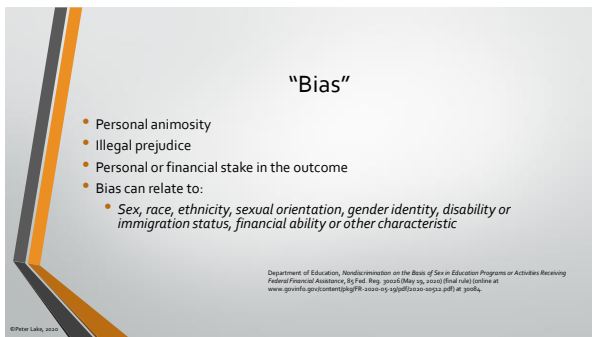 “Bias”
• Personal animosity
• Illegal prejudice
• Personal or financial stake in the outcome
• Bias can relate to:
• Sex, race, ethnicity, sexual orientation, gender identity, disability or
immigration status, financial ability or other characteristic
Department of Education, Nondiscrimination on the Basis of Sex in Education Programs or Activities Receiving
Federal Financial Assistance, 85 Fed. Reg. 30026 (May 19, 2020) (final rule) (online at
www.govinfo.gov/content/pkg/FR-2020-05-19/pdf/2020-10512.pdf) at 30084.
©Peter Lake, 2020